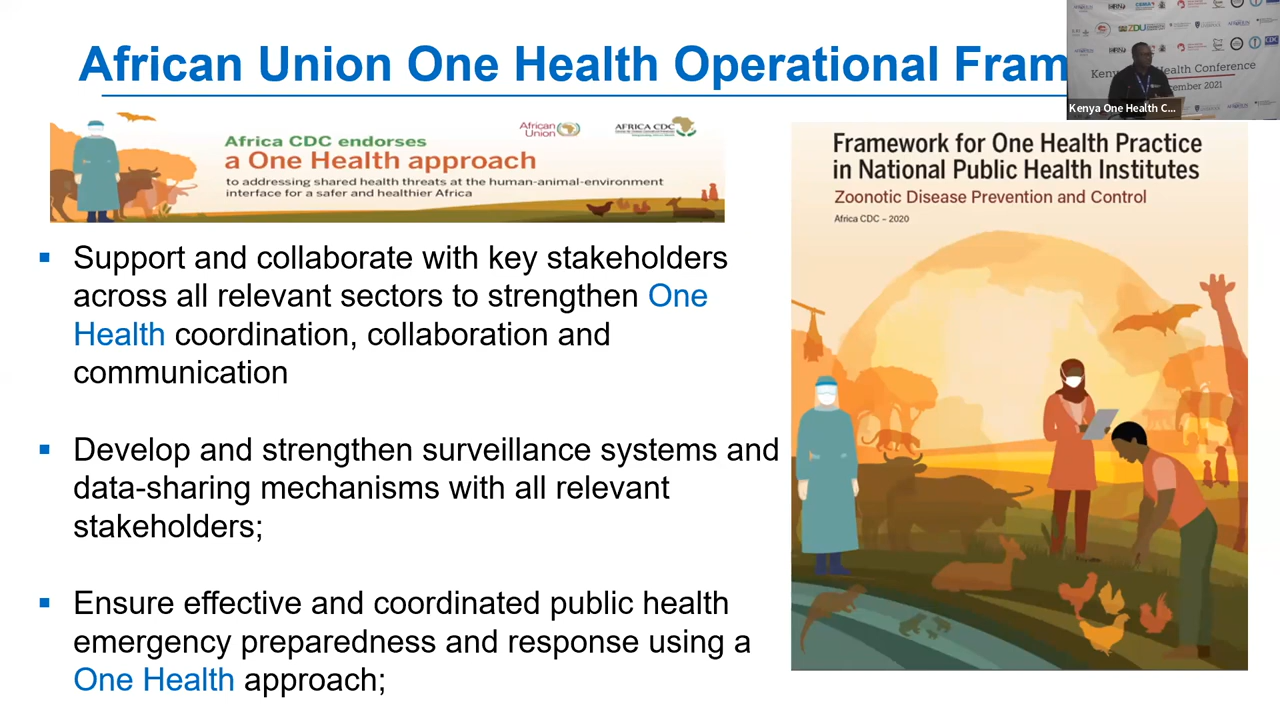 African Union One Health Operational Fram
Kenya One Health C...
Africa CDC endorses
a One Health approach
to addressing shared health threats at the human-animal-environment
interface for a safer and healthier Africa
African
Union
AFRICA CDC
Framework for One Health Practice
in National Public Health Institutes
Zoonotic Disease Prevention and Control
Africa CDC – 2020
▪ Support and collaborate with key stakeholders
across all relevant sectors to strengthen One
Health coordination, collaboration and
communication
▪ Develop and strengthen surveillance systems and
data-sharing mechanisms with all relevant
stakeholders;
▪ Ensure effective and coordinated public health
emergency preparedness and response using a
One Health approach;